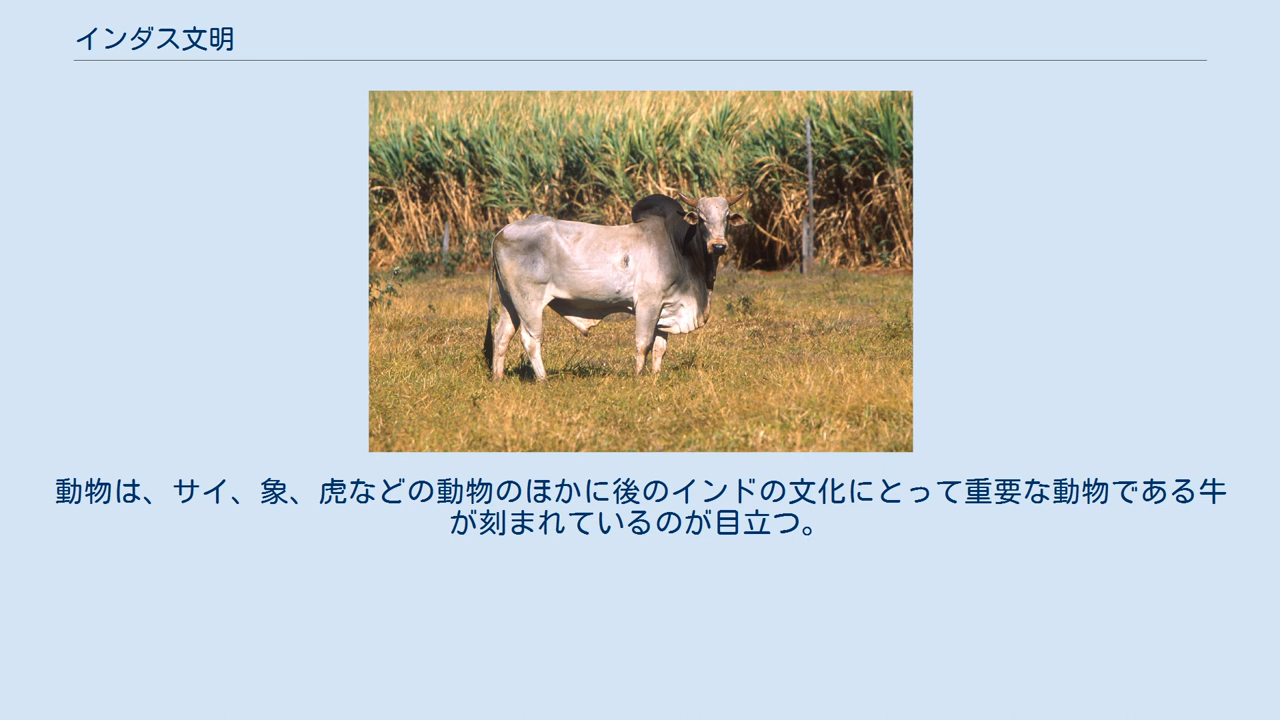 インダス文明
動物は、サイ、象、虎などの動物のほかに後のインドの文化にとって重要な動物である牛
が刻まれているのが目立つ。